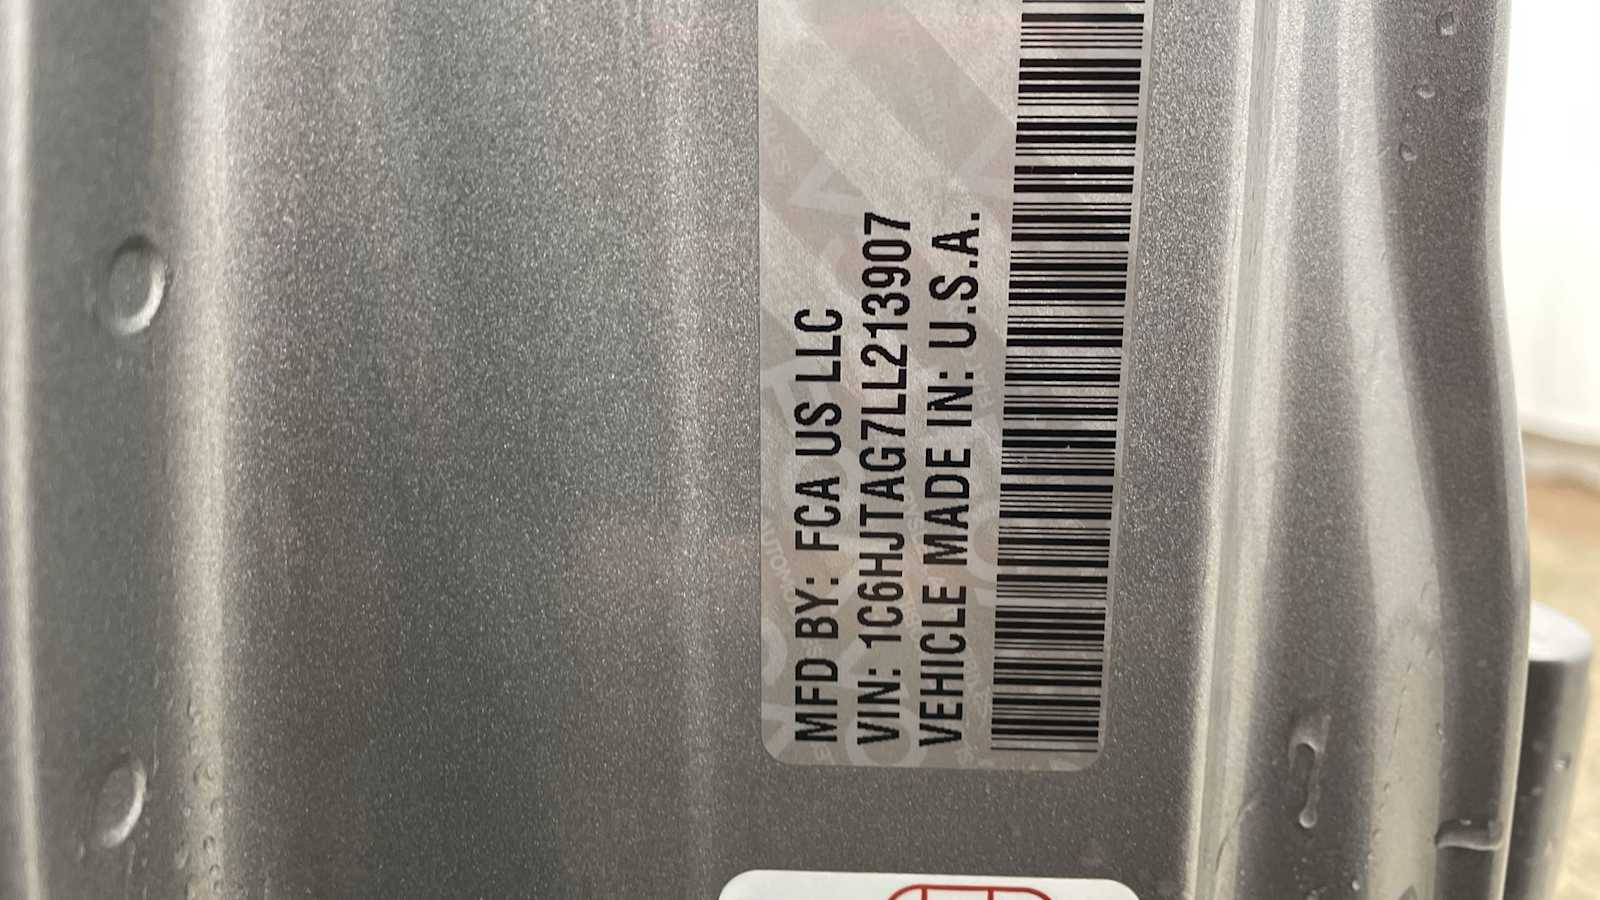 MFD BY: FCA US LLC
VIN: 1C6HJTAG7LL213907
VEHICLE MADE IN: U.S.A.